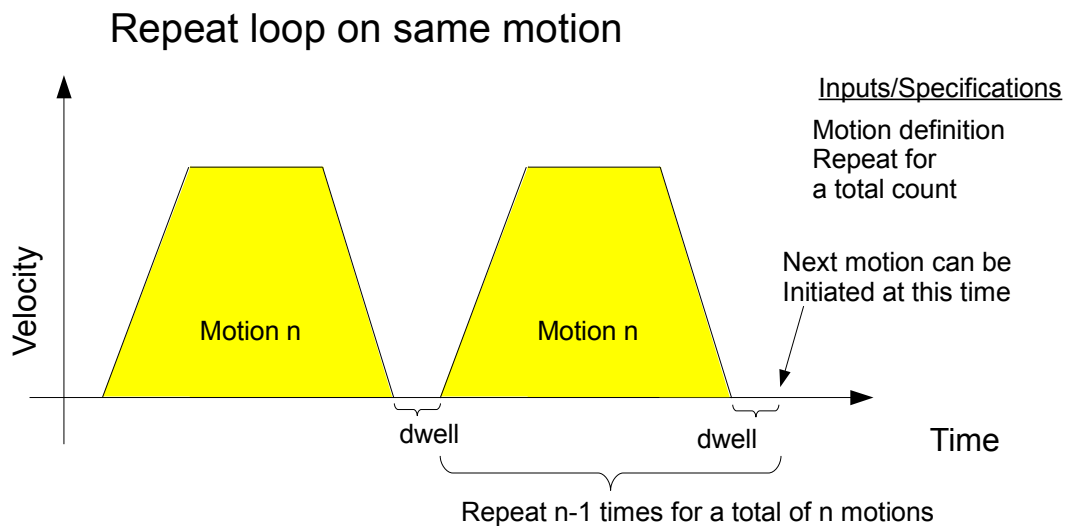 Repeat loop on same motion
Inputs/Specifications
Motion definition
Repeat for
a total count
Velocity
Next motion can be
Initiated at this time
Motion n
Motion n
dwell
dwell
Time
Repeat n-1 times for a total of n motions